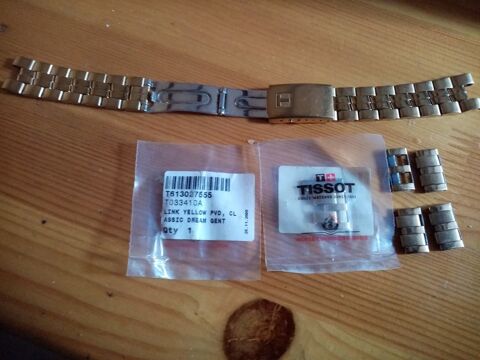 T613027555
T033410A
LINK YELLOW PVD, CL
ASSIC DREAM GENT
Qty 1
T+
TISSOT
T